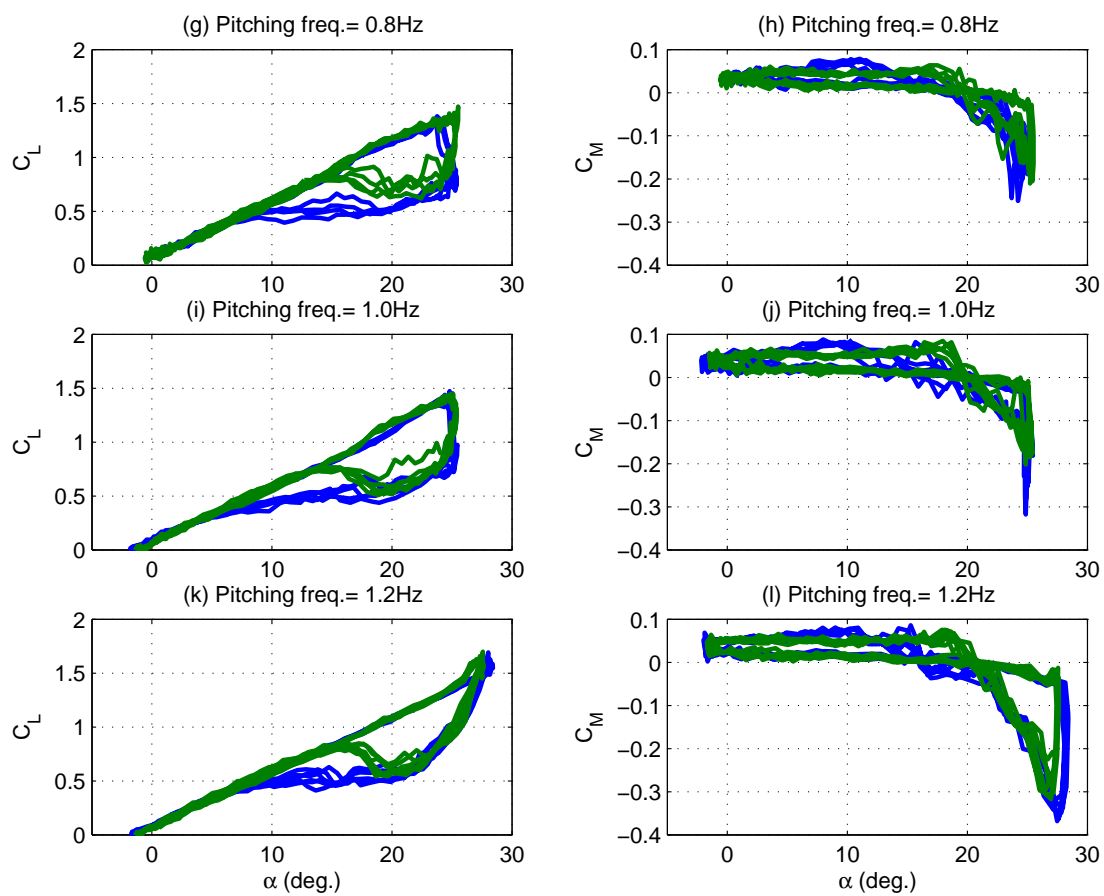 (g) Pitching freq.= 0.8Hz
2
1.5
1
0.5
0
C_L
0 10 20 30
(h) Pitching freq.= 0.8Hz
0.1
0
−0.1
−0.2
−0.3
−0.4
C_M
0 10 20 30
(i) Pitching freq.= 1.0Hz
2
1.5
1
0.5
0
C_L
0 10 20 30
(j) Pitching freq.= 1.0Hz
0.1
0
−0.1
−0.2
−0.3
−0.4
C_M
0 10 20 30
(k) Pitching freq.= 1.2Hz
2
1.5
1
0.5
0
C_L
0 10 20 30
α (deg.)
(l) Pitching freq.= 1.2Hz
0.1
0
−0.1
−0.2
−0.3
−0.4
C_M
0 10 20 30
α (deg.)